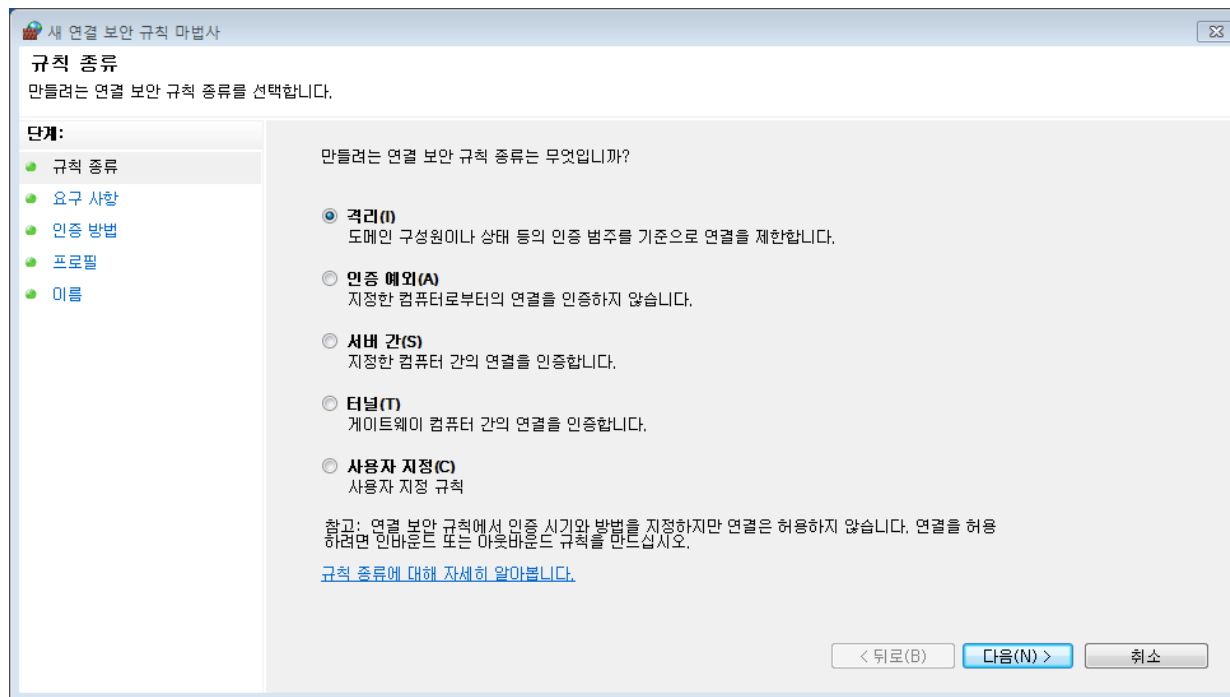 새 연결 보안 규칙 마법사
규칙 종류
만들려는 연결 보안 규칙 종류를 선택합니다.
단계:
규칙 종류
요구 사항
인증 방법
프로필
이름
만들려는 연결 보안 규칙 종류는 무엇입니까?
격리(I)
도메인 구성원이나 상태 등의 인증 범주를 기준으로 연결을 제한합니다.
인증 예외(A)
지정한 컴퓨터로부터의 연결을 인증하지 않습니다.
서버 간(S)
지정한 컴퓨터 간의 연결을 인증합니다.
터널(T)
게이트웨이 컴퓨터 간의 연결을 인증합니다.
사용자 지정(C)
사용자 지정 규칙
참고: 연결 보안 규칙에서 인증 시기와 방법을 지정하지만 연결은 허용하지 않습니다. 연결을 허용
하려면 인바운드 또는 아웃바운드 규칙을 만드십시오.
규칙 종류에 대해 자세히 알아봅니다.
< 뒤로(B) 다음(N) > 취소